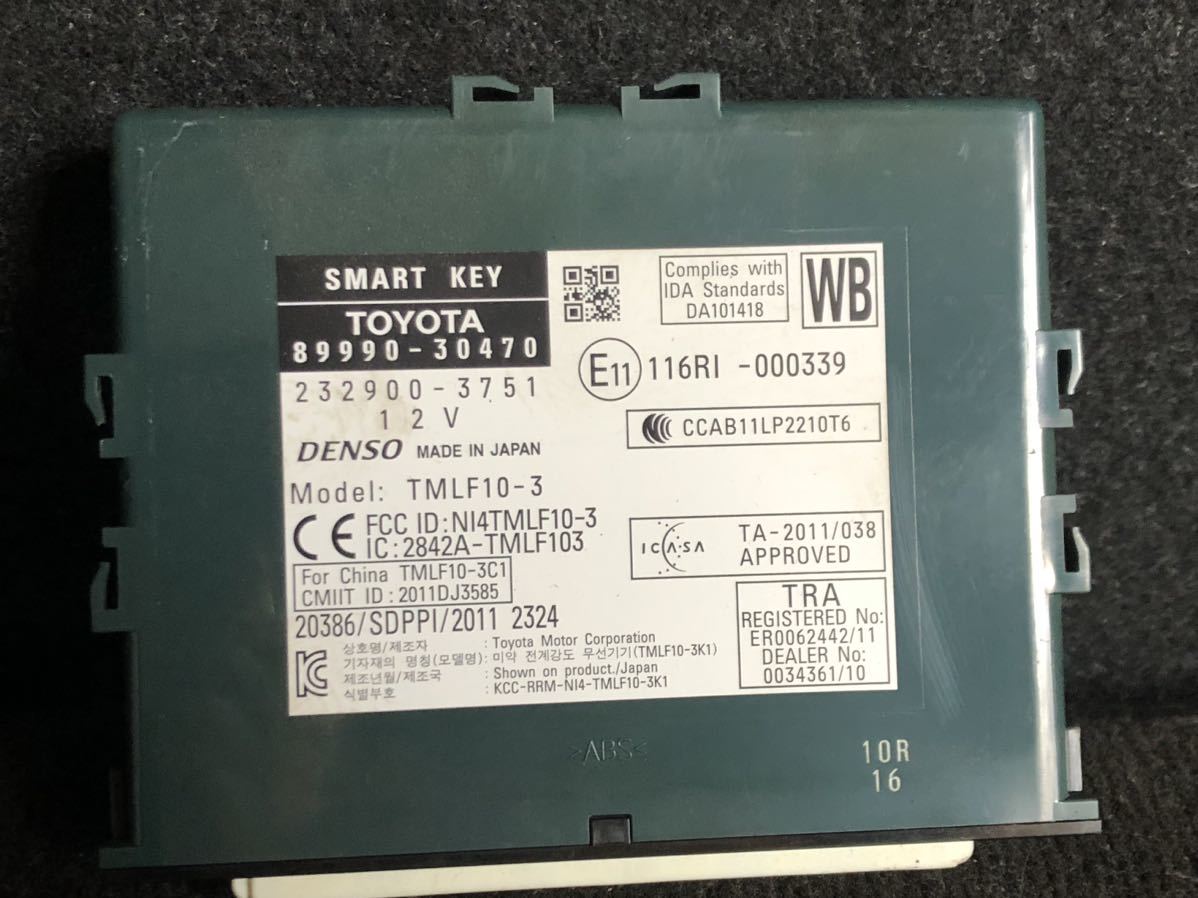 SMART KEY
TOYOTA
89990-30470
232900-3751
12V
DENSO MADE IN JAPAN
Model: TMLF10-3
CE FCC ID:NI4TMLF10-3
IC:2842A-TMLF103
For China TMLF10-3C1
CMIIT ID:2011DJ3585
20386/SDPPI/2011 2324
상호명/제조자 : Toyota Motor Corporation
기자재의 명칭(모델명): 미약 전계강도 무선기기(TMLF10-3K1)
제조년월/제조국 : Shown on product./Japan
식별부호 : KCC-RRM-NI4-TMLF10-3K1
Complies with
IDA Standards
DA101418
WB
E11 116RI -000339
CCAB11LP2210T6
ICASA TA-2011/038
APPROVED
TRA
REGISTERED No:
ER0062442/11
DEALER No:
0034361/10
>ABS<
10R
16